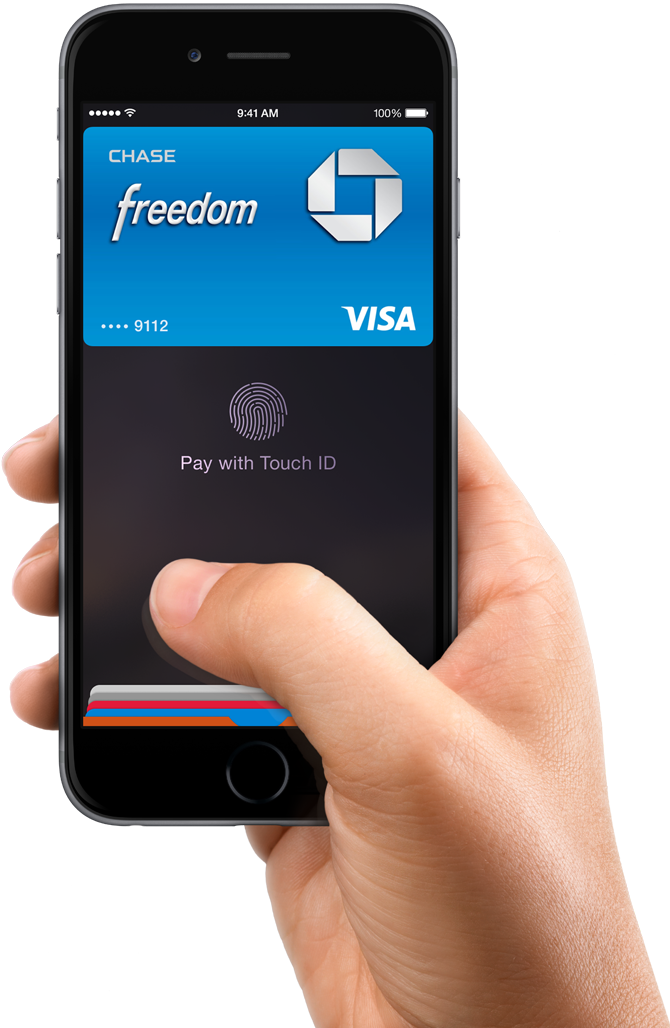 9:41 AM
100%
CHASE
freedom
•••• 9112
VISA
Pay with Touch ID